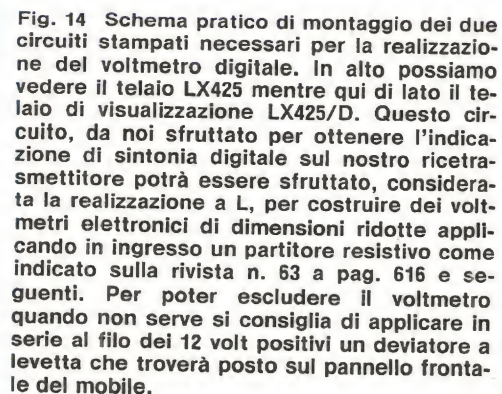 Fig. 14 Schema pratico di montaggio dei due
circuiti stampati necessari per la realizzazio-
ne del voltmetro digitale. In alto possiamo
vedere il telaio LX425 mentre qui di lato il te-
laio di visualizzazione LX425/D. Questo cir-
cuito, da noi sfruttato per ottenere l'indica-
zione di sintonia digitale sul nostro ricetra-
smettitore potrà essere sfruttato, considera-
ta la realizzazione a L, per costruire dei volt-
metri elettronici di dimensioni ridotte appli-
cando in ingresso un partitore resistivo come
indicato sulla rivista n. 63 a pag. 616 e se-
guenti. Per poter escludere il voltmetro
quando non serve si consiglia di applicare in
serie al filo dei 12 volt positivi un deviatore a
levetta che troverà posto sul pannello fronta-
le del mobile.